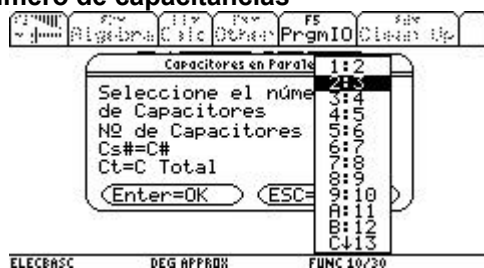 número de capacitancias
F5
Algebra Calc Other PrgmIO Clean Up
Capacitores en Parale
Seleccione el núme
de Capacitores
Nº de Capacitores
Cs#=C#
Ct=C Total
Enter=OK ESC=
1:2
2:3
3:4
4:5
5:6
6:7
7:8
8:9
9:10
A:11
B:12
C↓13
ELECBASC DEG APPROX FUNC 10/30